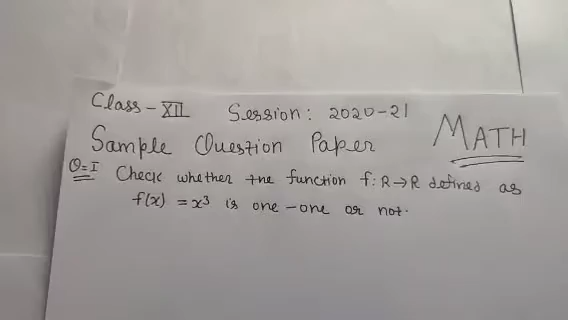 Class - XII Session: 2020-21
Sample Question Paper MATH
Q=I Check whether the function f: R→R defined as
f(x) = x³ is one-one or not.